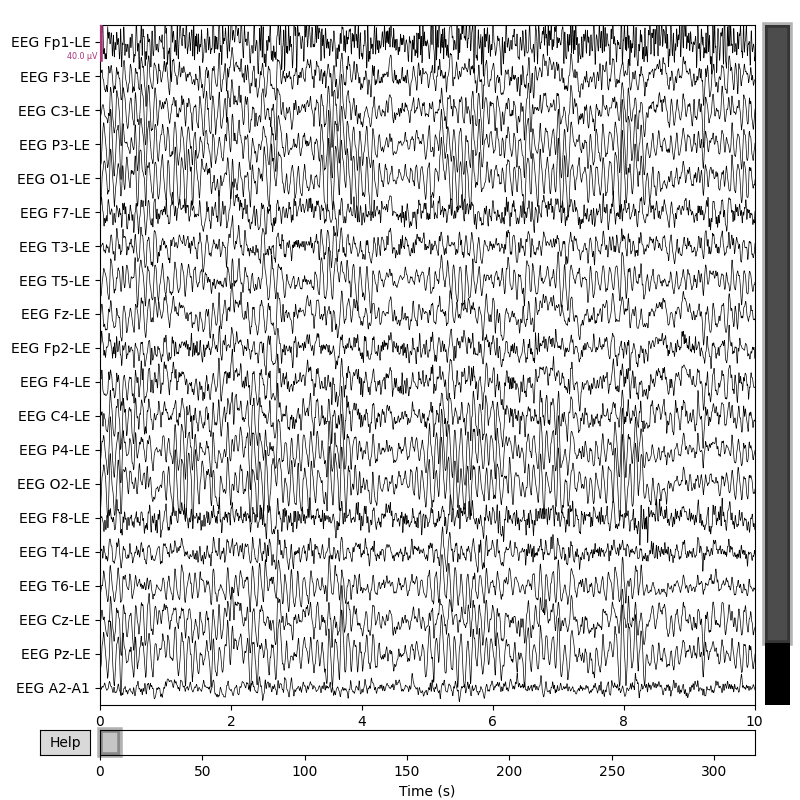 EEG Fp1-LE
40.0 µV
EEG F3-LE
EEG C3-LE
EEG P3-LE
EEG O1-LE
EEG F7-LE
EEG T3-LE
EEG T5-LE
EEG Fz-LE
EEG Fp2-LE
EEG F4-LE
EEG C4-LE
EEG P4-LE
EEG O2-LE
EEG F8-LE
EEG T4-LE
EEG T6-LE
EEG Cz-LE
EEG Pz-LE
EEG A2-A1
0 2 4 6 8 10
Help
0 50 100 150 200 250 300
Time (s)